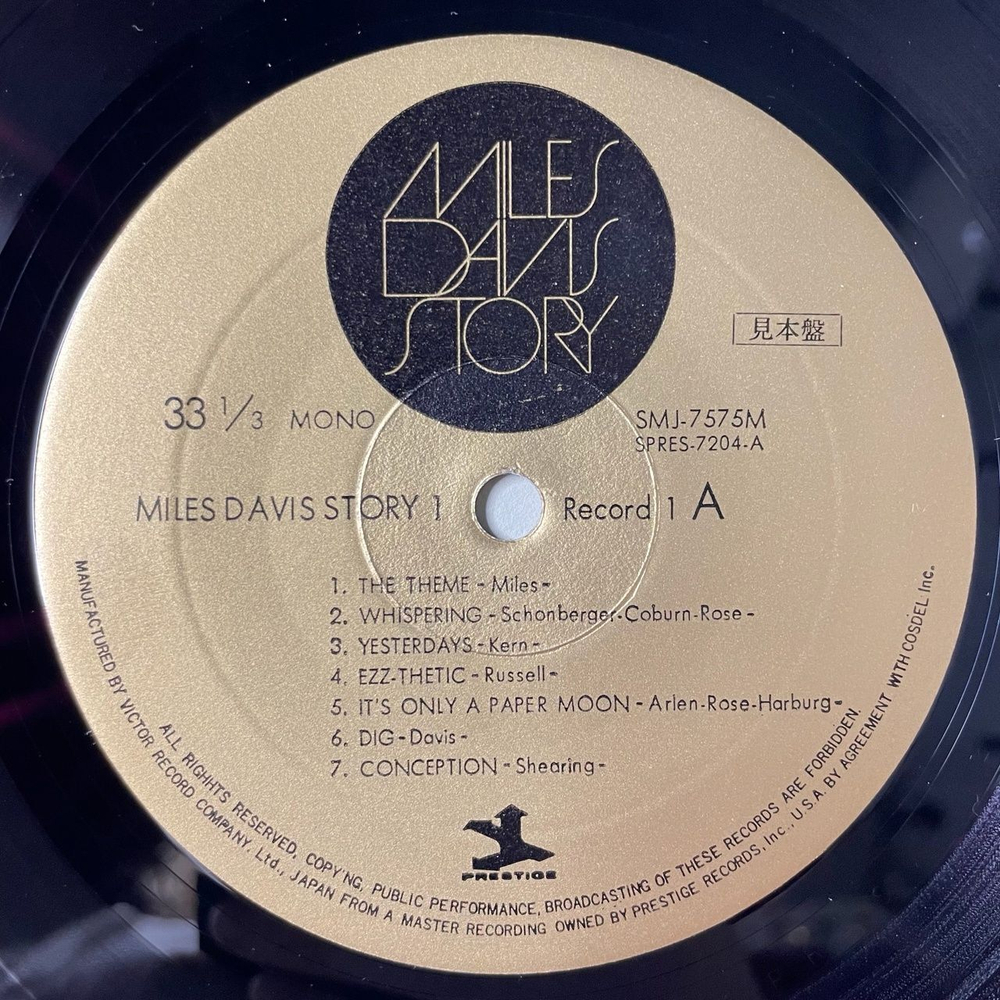 MILES
DAVIS
STORY
見本盤
33 1/3 MONO
SMJ-7575M
SPRES-7204-A
MILES DAVIS STORY 1 Record 1 A
1. THE THEME - Miles -
2. WHISPERING - Schonberger-Coburn-Rose -
3. YESTERDAYS - Kern -
4. EZZ-THETIC - Russell -
5. IT'S ONLY A PAPER MOON - Arlen-Rose-Harburg -
6. DIG - Davis -
7. CONCEPTION - Shearing -
PRESTIGE
ALL RIGHHTS RESERVED, COPY'NG, PUBLIC PERFORMANCE, BROADCASTING OF THESE RECORDS ARE FORBIDDEN.
MANUFACTURED BY VICTOR RECORD COMPANY, Ltd., JAPAN FROM A MASTER RECORDING OWNED BY PRESTIGE RECORDS, Inc., U.S.A. BY AGREEMENT WITH COSDEL Inc.